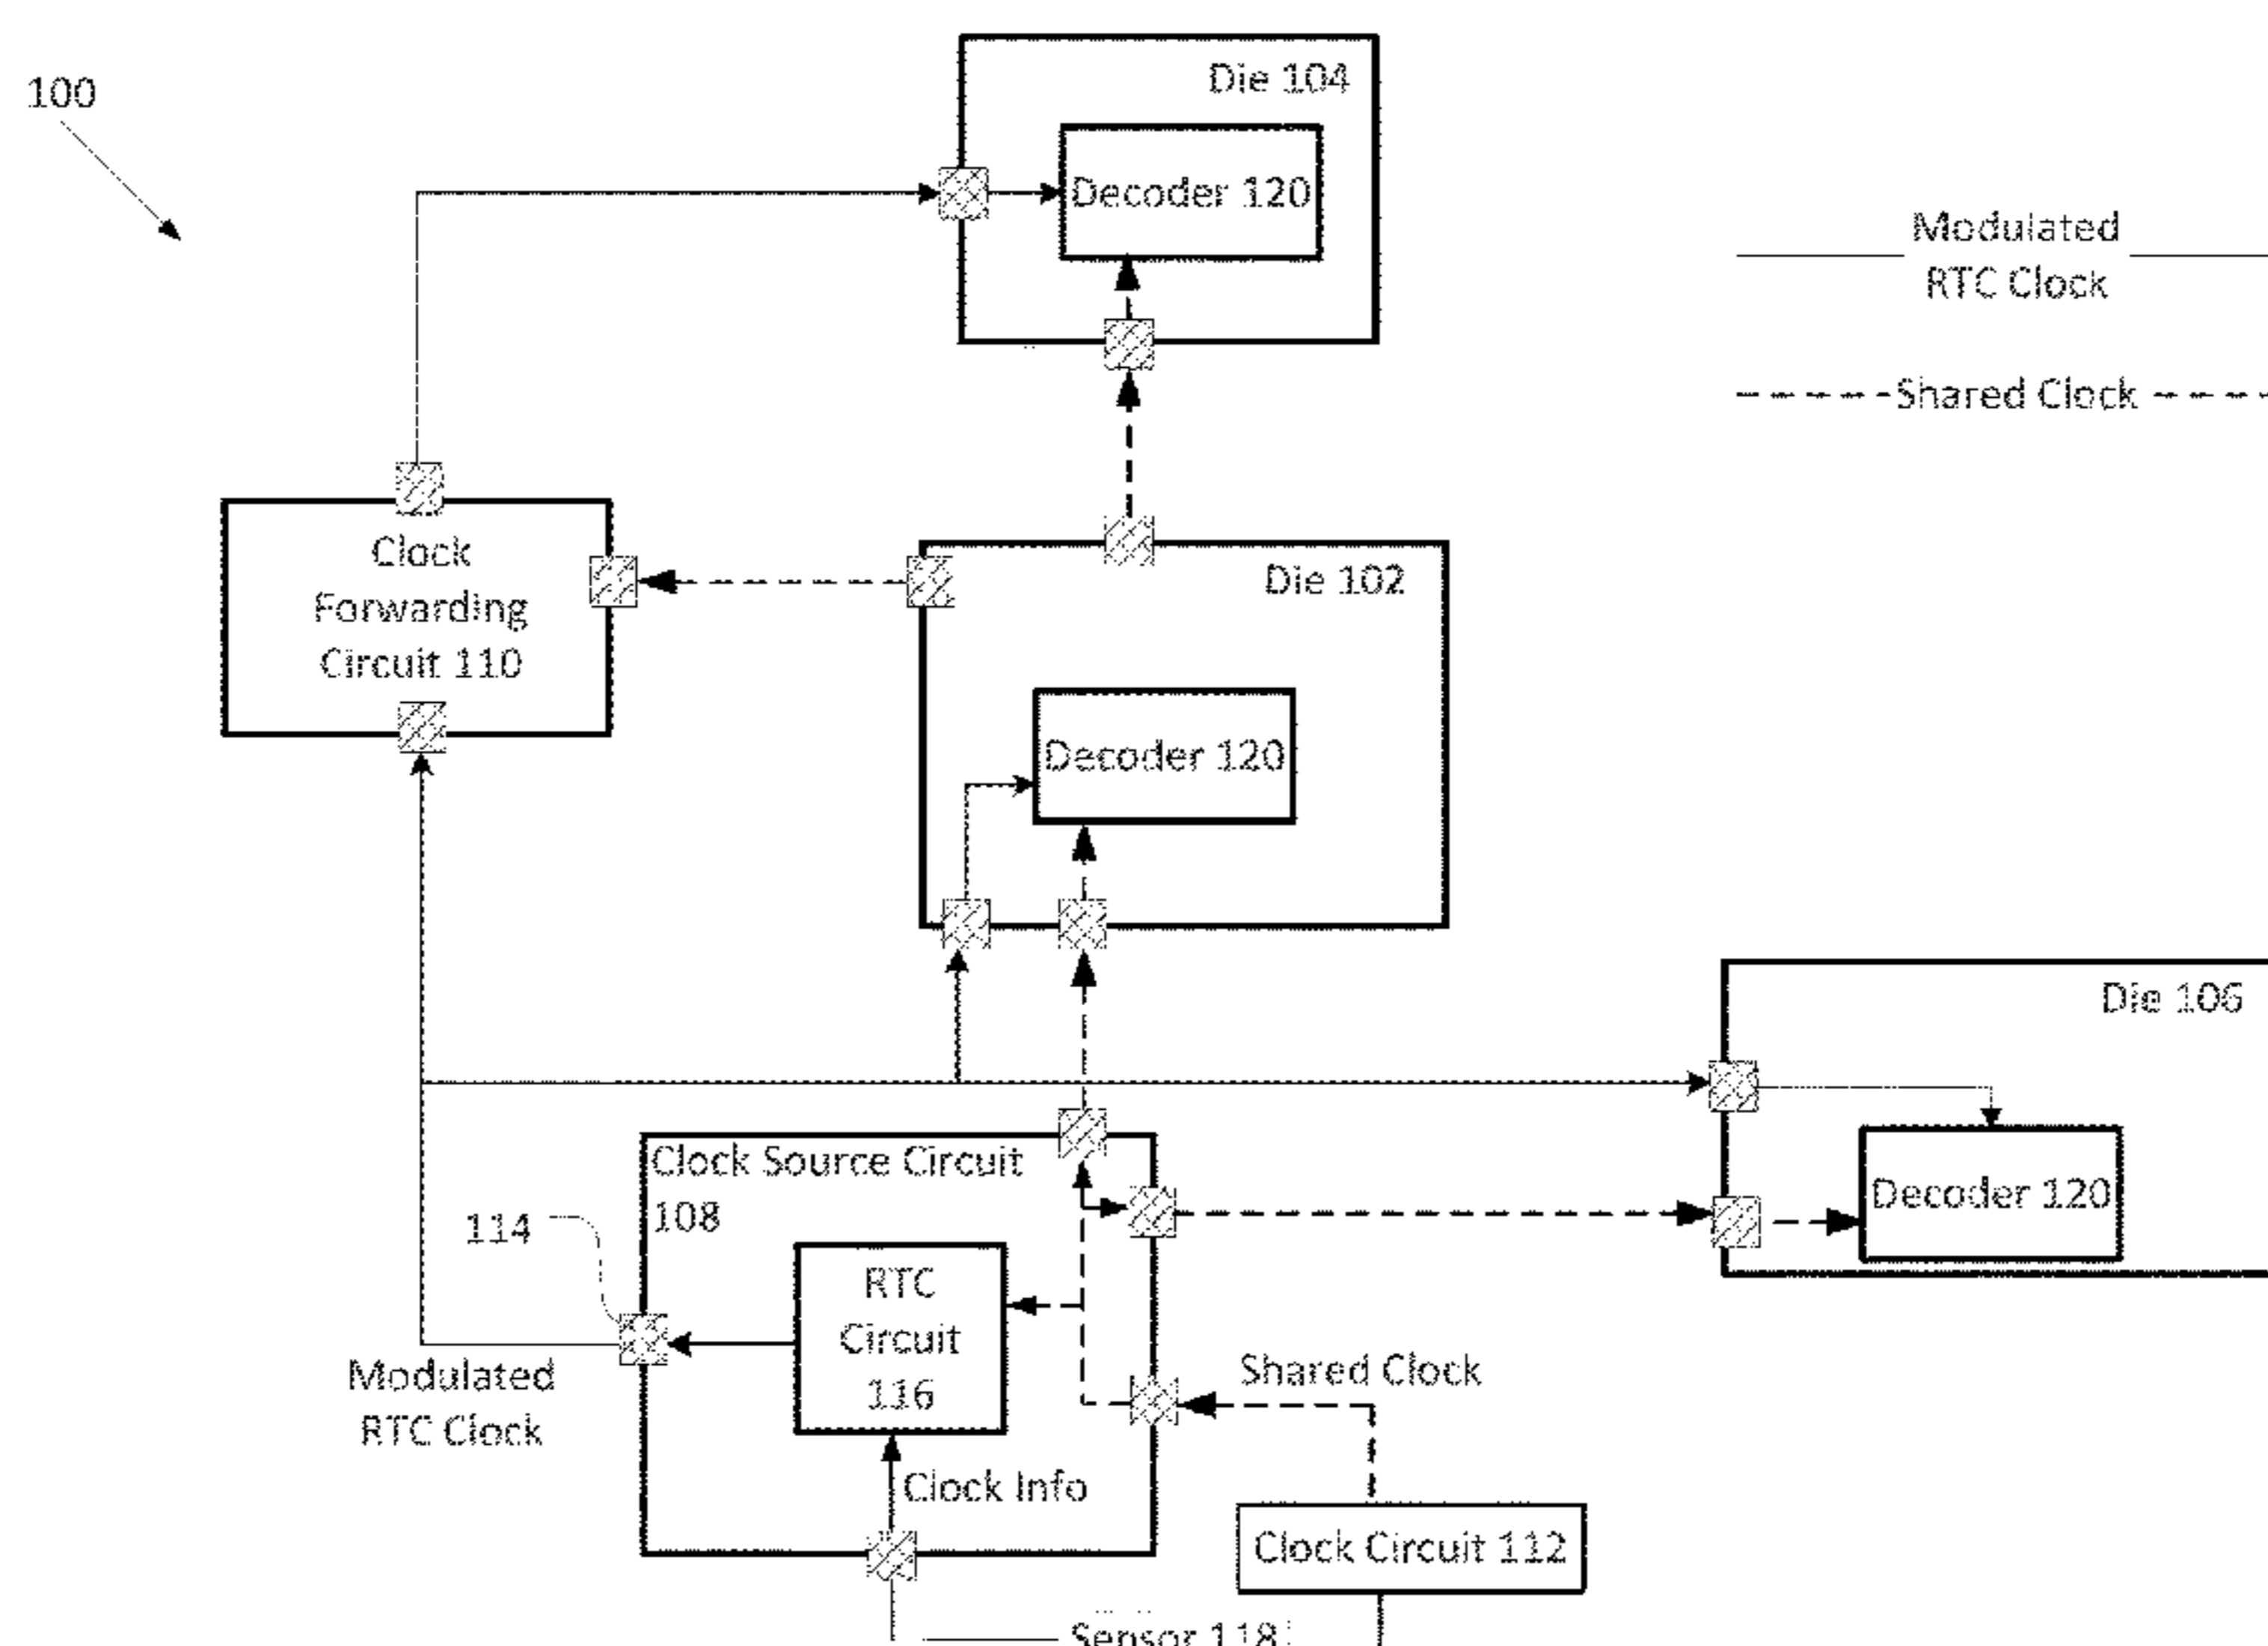 100
Die 104
Decoder 120
Modulated
RTC Clock
Shared Clock
Clock
Forwarding
Circuit 110
Die 102
Decoder 120
Die 106
Decoder 120
Clock Source Circuit
108
114
RTC
Circuit
116
Modulated
RTC Clock
Shared Clock
Clock Info
Clock Circuit 112
Sensor 118